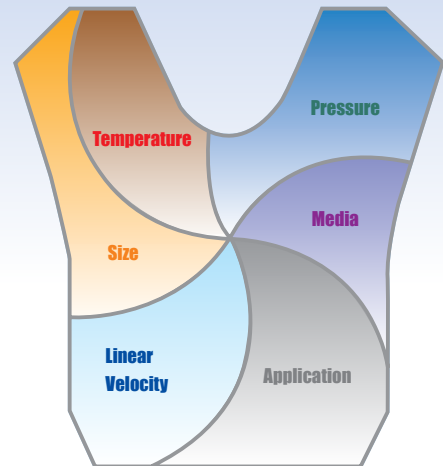 Pressure
Temperature
Media
Size
Linear
Velocity
Application